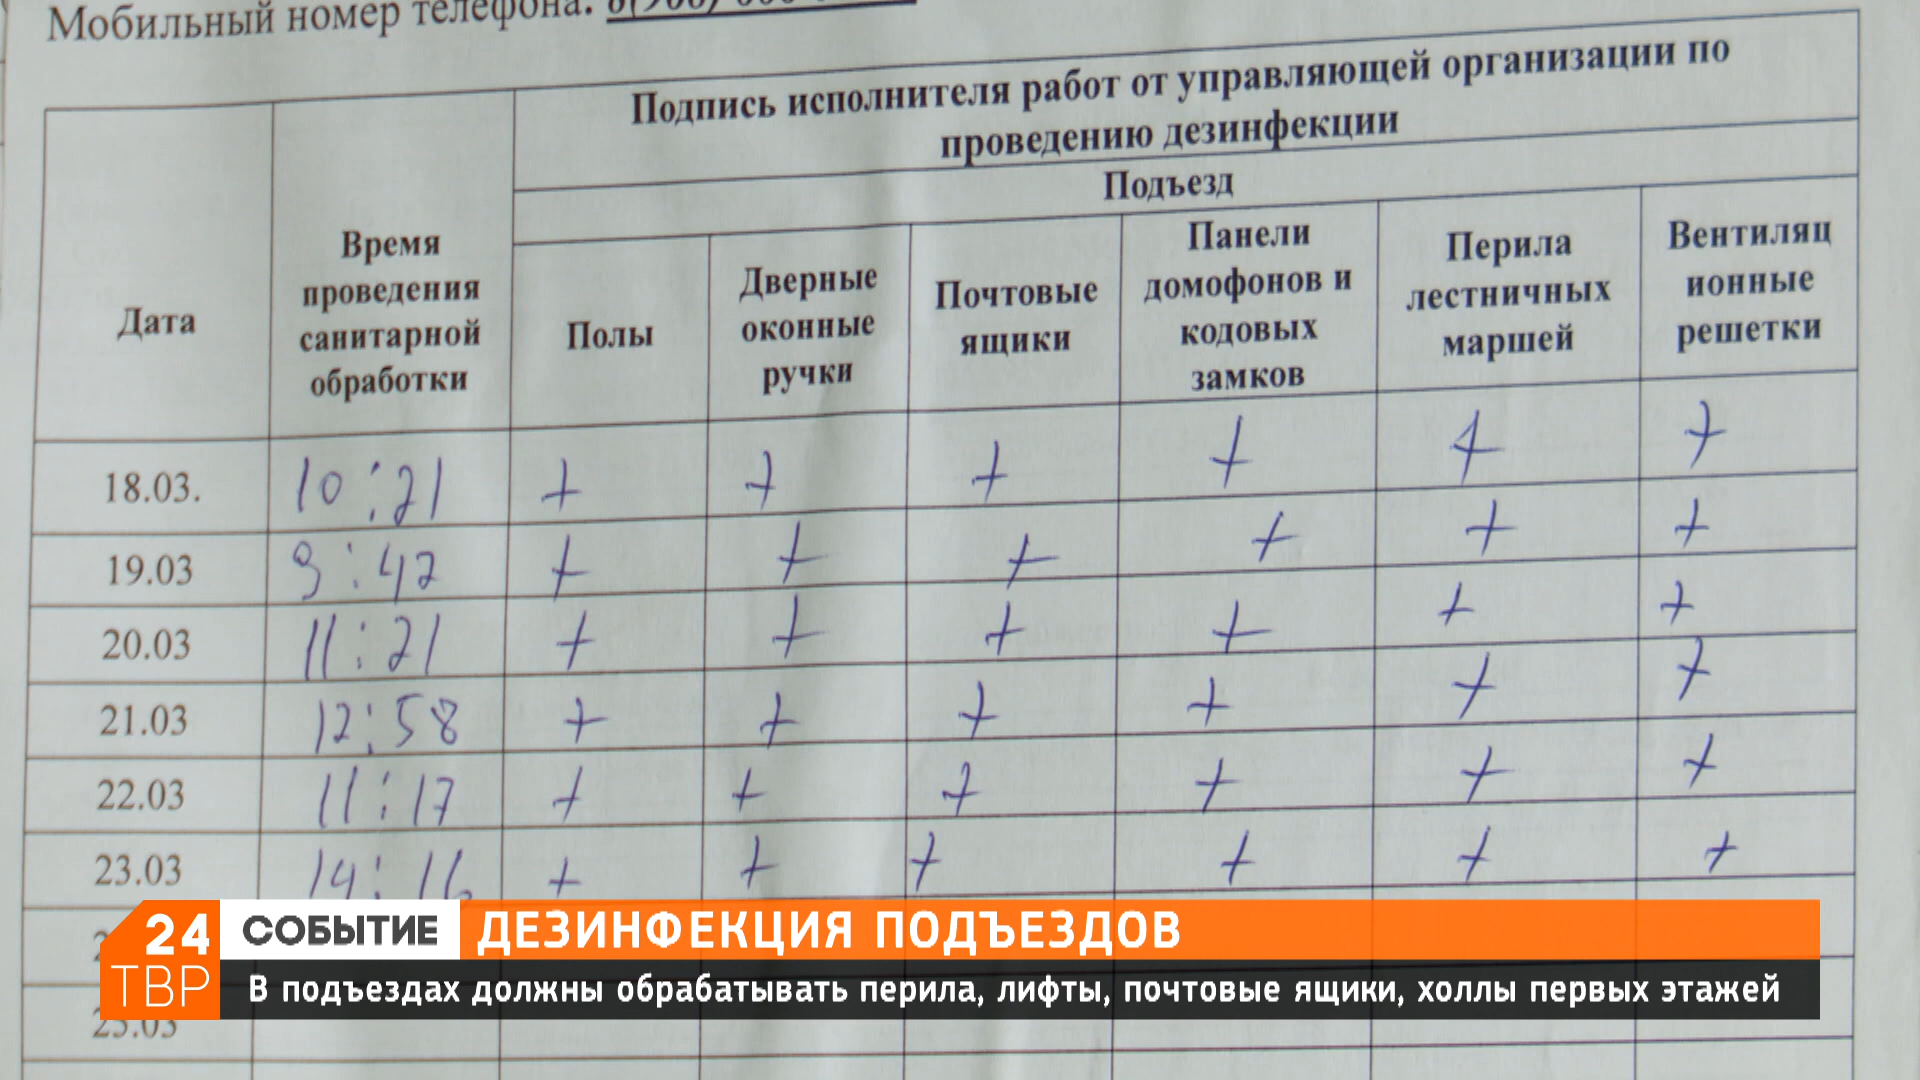 Мобильный номер телефона:
Подпись исполнителя работ от управляющей организации по
проведению дезинфекции
Подъезд
Дата
Время
проведения
санитарной
обработки
Полы
Дверные
оконные
ручки
Почтовые
ящики
Панели
домофонов и
кодовых
замков
Перила
лестничных
маршей
Вентиляц
ионные
решетки
18.03. 10:21 + + + + + +
19.03 9:42 + + + + + +
20.03 11:21 + + + + + +
21.03 12:58 + + + + + +
22.03 11:17 + + + + + +
23.03 14:16 + + + + + +
25.03
24
ТВР
СОБЫТИЕ
ДЕЗИНФЕКЦИЯ ПОДЪЕЗДОВ
В подъездах должны обрабатывать перила, лифты, почтовые ящики, холлы первых этажей